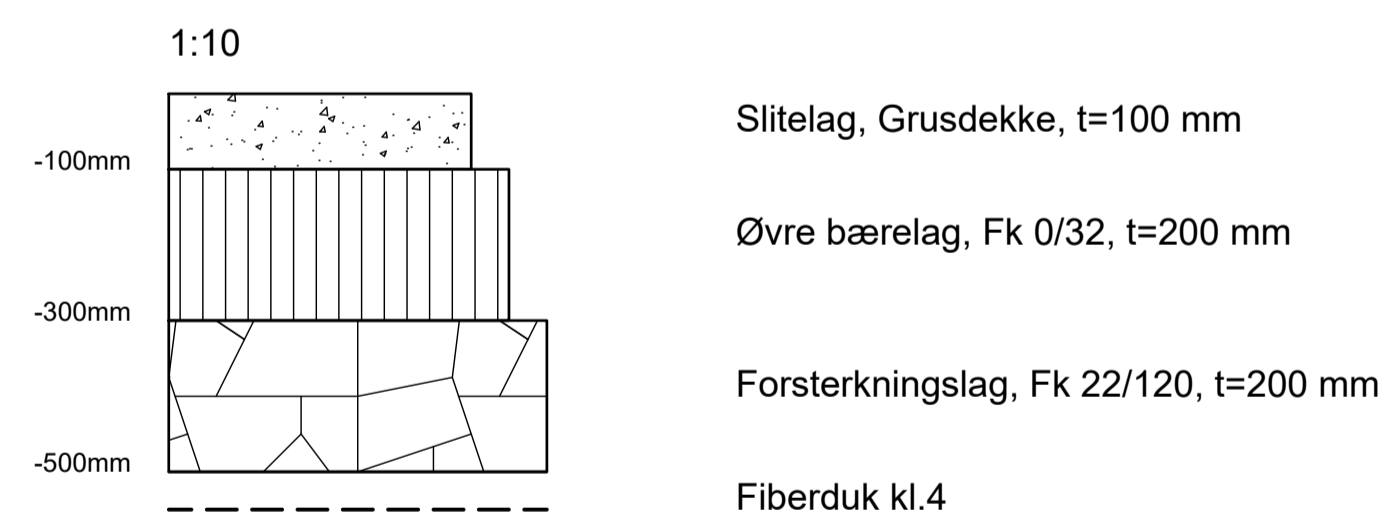 1:10
Slitelag, Grusdekke, t=100 mm
-100mm
Øvre bærelag, Fk 0/32, t=200 mm
-300mm
Forsterkningslag, Fk 22/120, t=200 mm
-500mm
Fiberduk kl.4